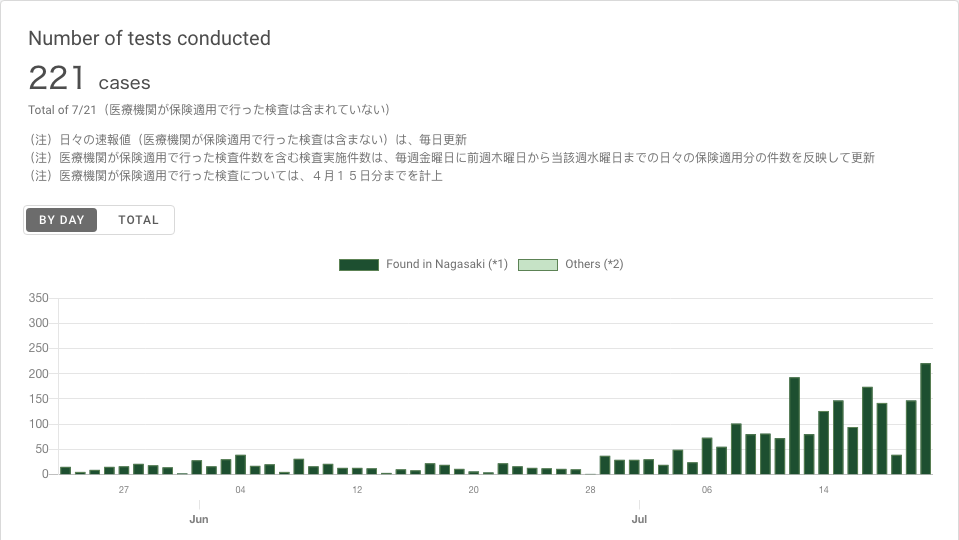 Number of tests conducted
221 cases
Total of 7/21（医療機関が保険適用で行った検査は含まれていない）
（注）日々の速報値（医療機関が保険適用で行った検査は含まない）は、毎日更新
（注）医療機関が保険適用で行った検査件数を含む検査実施件数は、毎週金曜日に前週木曜日から当該週水曜日までの日々の保険適用分の件数を反映して更新
（注）医療機関が保険適用で行った検査については、４月１５日分までを計上
BY DAY TOTAL
Found in Nagasaki (*1) Others (*2)
350
300
250
200
150
100
50
0
27 04 12 20 28 06 14
Jun Jul